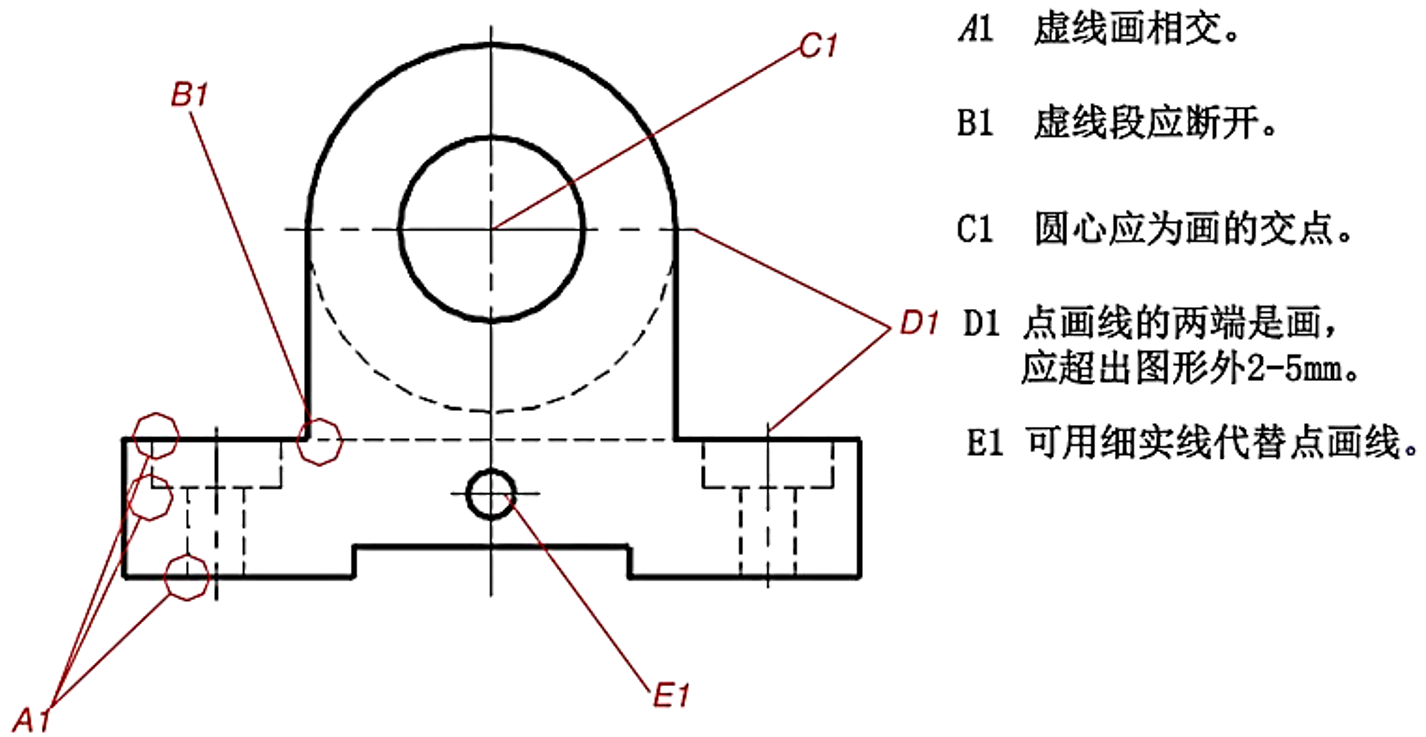 C1
B1
D1
A1
E1
A1 虚线画相交。
B1 虚线段应断开。
C1 圆心应为画的交点。
D1 点画线的两端是画，
应超出图形外2-5mm。
E1 可用细实线代替点画线。